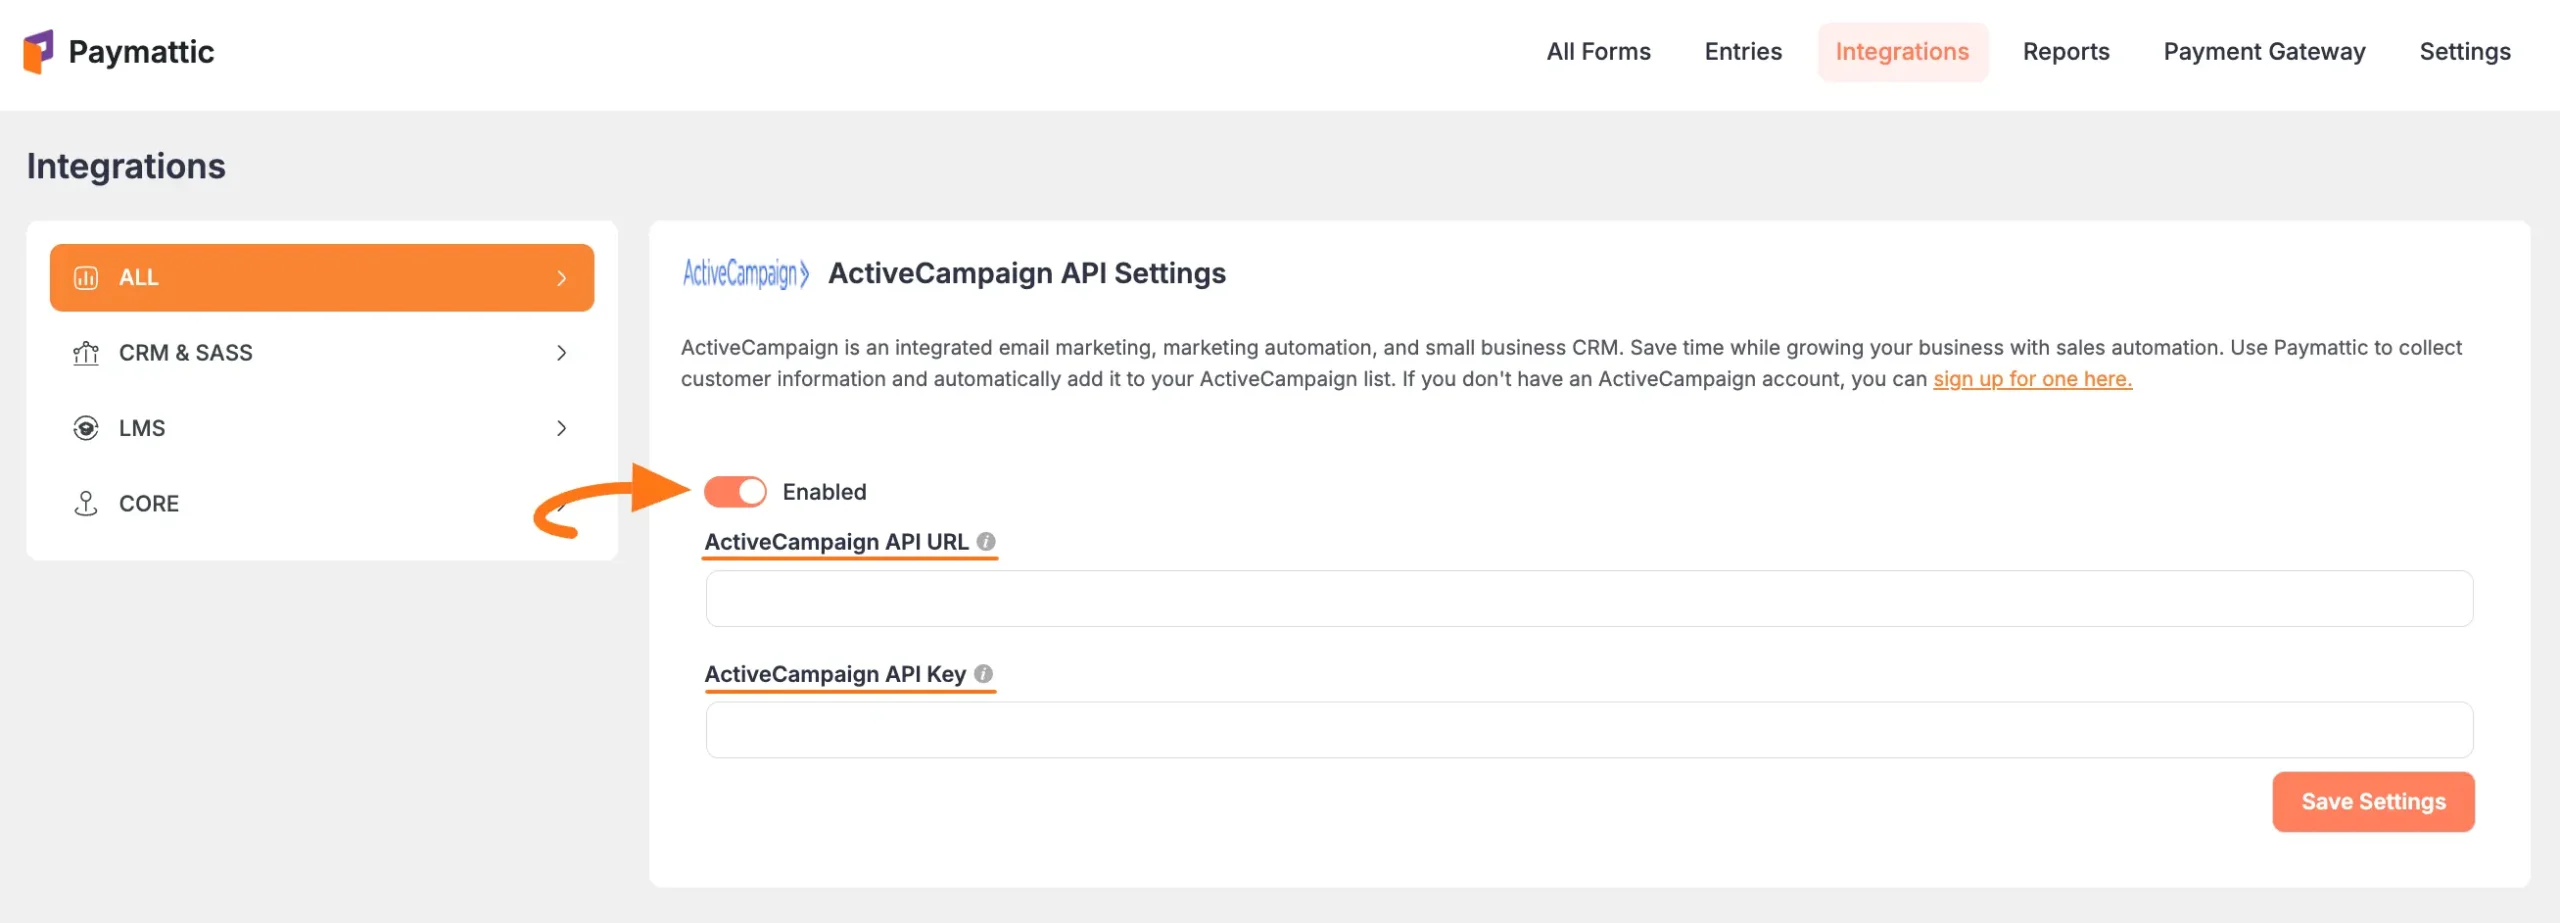 Paymattic
All Forms
Entries
Integrations
Reports
Payment Gateway
Settings
Integrations
ALL
CRM & SASS
LMS
CORE
ActiveCampaign
ActiveCampaign API Settings
ActiveCampaign is an integrated email marketing, marketing automation, and small business CRM. Save time while growing your business with sales automation. Use Paymattic to collect
customer information and automatically add it to your ActiveCampaign list. If you don't have an ActiveCampaign account, you can sign up for one here.
Enabled
ActiveCampaign API URL
ActiveCampaign API Key
Save Settings